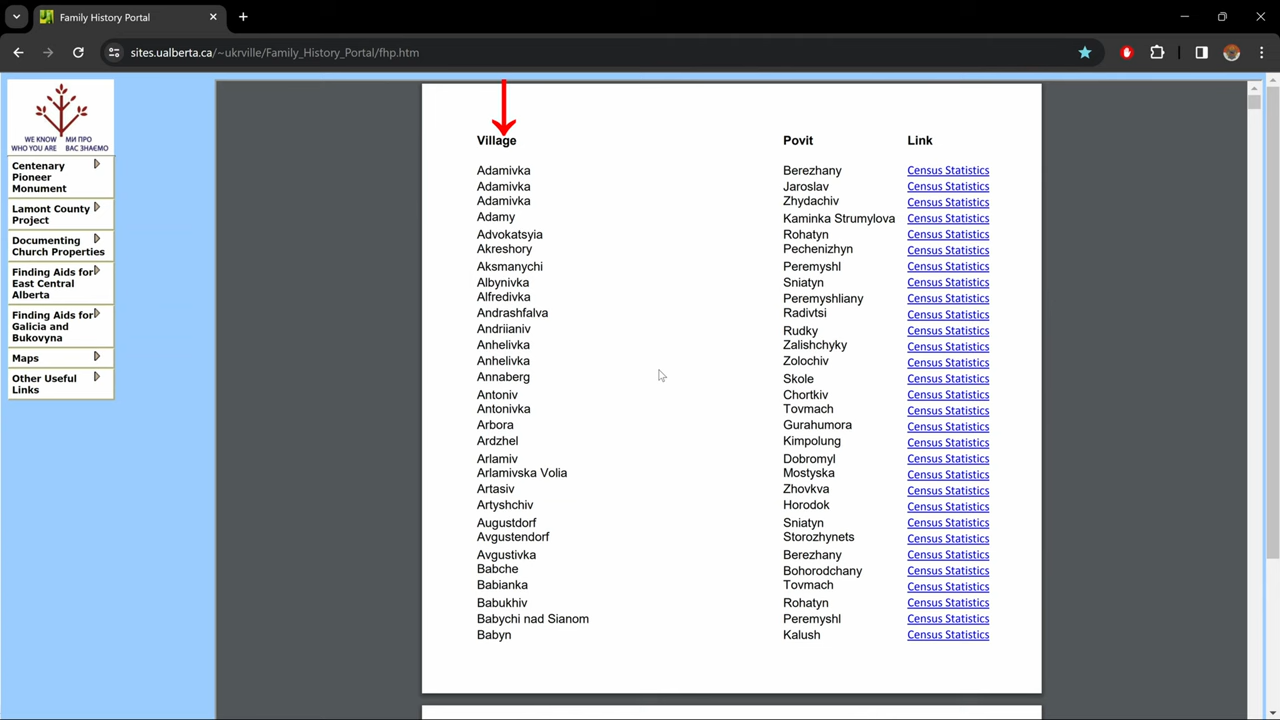 Family History Portal
sites.ualberta.ca/~ukrville/Family_History_Portal/fhp.htm
WE KNOW МИ ПРО
WHO YOU ARE ВАС ЗНАЄМО
Centenary
Pioneer
Monument
Lamont County
Project
Documenting
Church Properties
Finding Aids for
East Central
Alberta
Finding Aids for
Galicia and
Bukovyna
Maps
Other Useful
Links
Village Povit Link
Adamivka Berezhany Census Statistics
Adamivka Jaroslav Census Statistics
Adamivka Zhydachiv Census Statistics
Adamy Kaminka Strumylova Census Statistics
Advokatsyia Rohatyn Census Statistics
Akreshory Pechenizhyn Census Statistics
Aksmanychi Peremyshl Census Statistics
Albynivka Sniatyn Census Statistics
Alfredivka Peremyshliany Census Statistics
Andrashfalva Radivtsi Census Statistics
Andriianiv Rudky Census Statistics
Anhelivka Zalishchyky Census Statistics
Anhelivka Zolochiv Census Statistics
Annaberg Skole Census Statistics
Antoniv Chortkiv Census Statistics
Antonivka Tovmach Census Statistics
Arbora Gurahumora Census Statistics
Ardzhel Kimpolung Census Statistics
Arlamiv Dobromyl Census Statistics
Arlamivska Volia Mostyska Census Statistics
Artasiv Zhovkva Census Statistics
Artyshchiv Horodok Census Statistics
Augustdorf Sniatyn Census Statistics
Avgustendorf Storozhynets Census Statistics
Avgustivka Berezhany Census Statistics
Babche Bohorodchany Census Statistics
Babianka Tovmach Census Statistics
Babukhiv Rohatyn Census Statistics
Babychi nad Sianom Peremyshl Census Statistics
Babyn Kalush Census Statistics